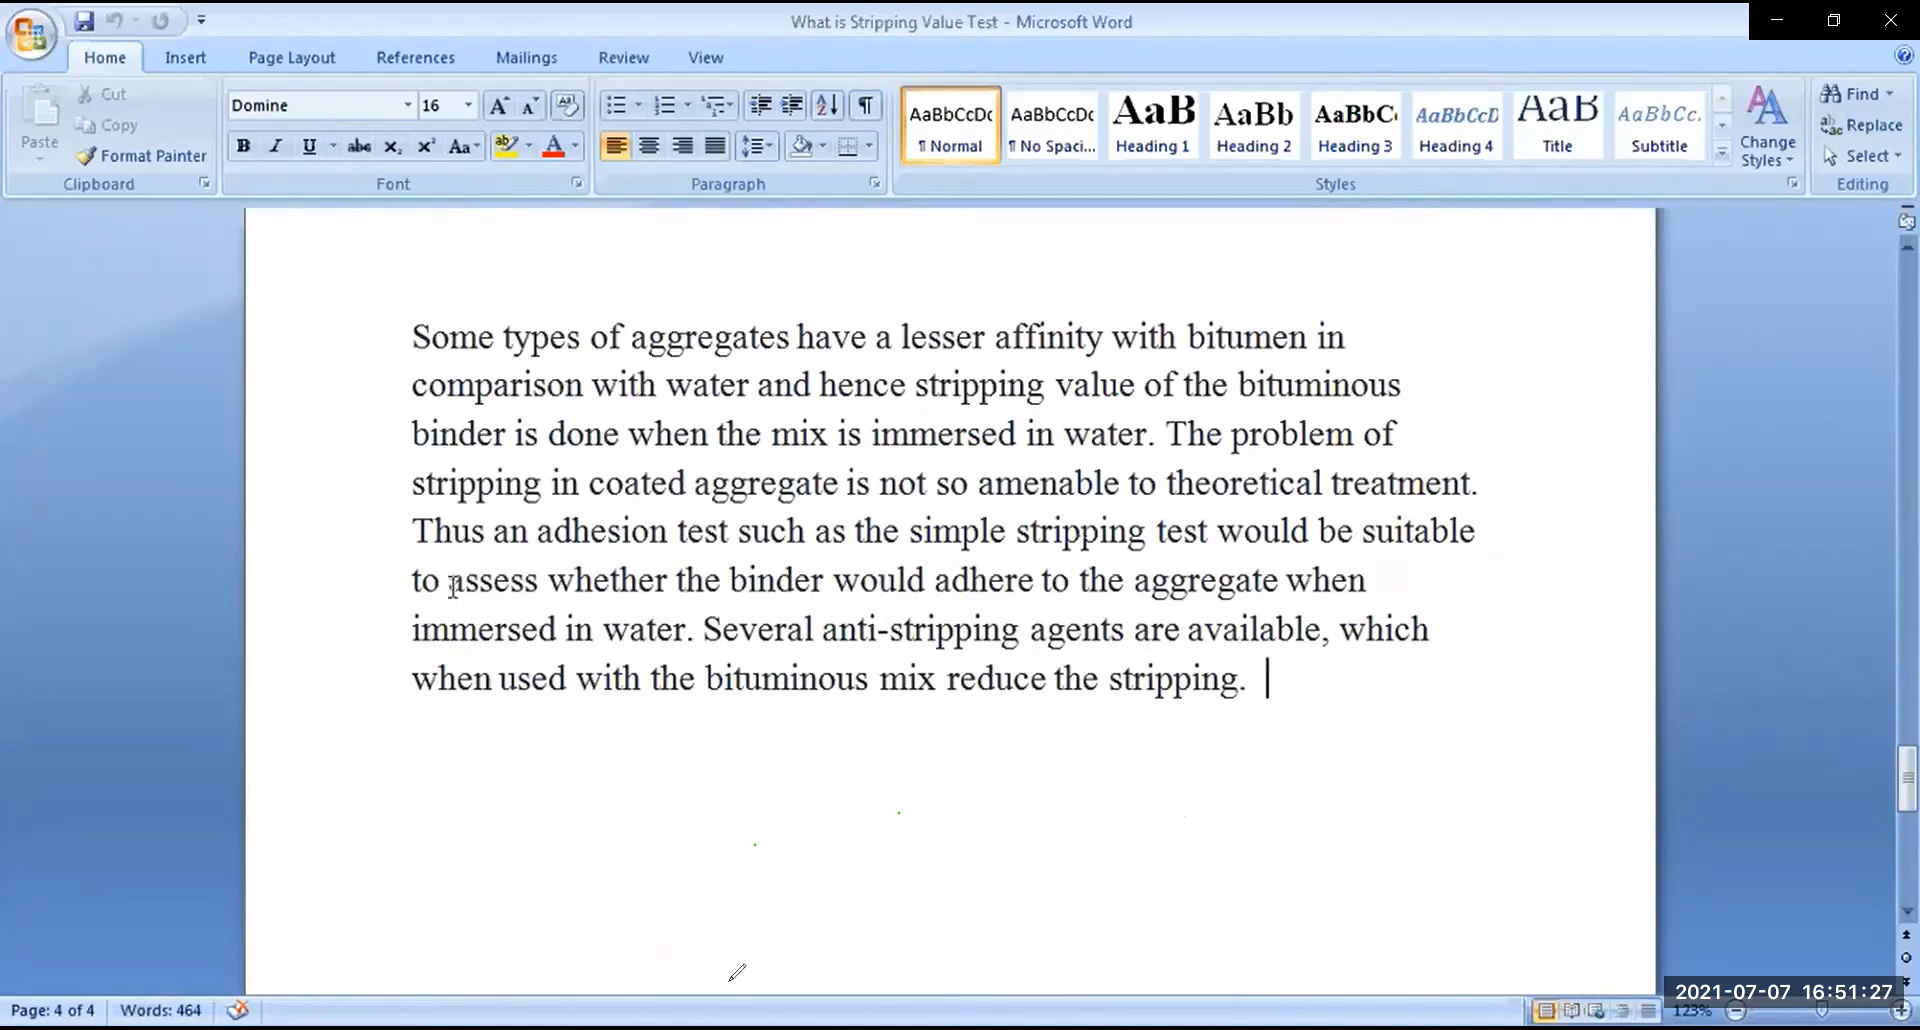 What is Stripping Value Test - Microsoft Word
Home Insert Page Layout References Mailings Review View
Paste
Cut
Copy
Format Painter
Clipboard
Domine 16
Font
Paragraph
AaBbCcDc AaBbCcDc AaB AaBb AaBbC AaBbCcD AaB AaBbCc.
¶ Normal ¶ No Spaci... Heading 1 Heading 2 Heading 3 Heading 4 Title Subtitle
Change Styles
Styles
Find
Replace
Select
Editing
Some types of aggregates have a lesser affinity with bitumen in
comparison with water and hence stripping value of the bituminous
binder is done when the mix is immersed in water. The problem of
stripping in coated aggregate is not so amenable to theoretical treatment.
Thus an adhesion test such as the simple stripping test would be suitable
to assess whether the binder would adhere to the aggregate when
immersed in water. Several anti-stripping agents are available, which
when used with the bituminous mix reduce the stripping.
2021-07-07 16:51:27
Page: 4 of 4 Words: 464 123%